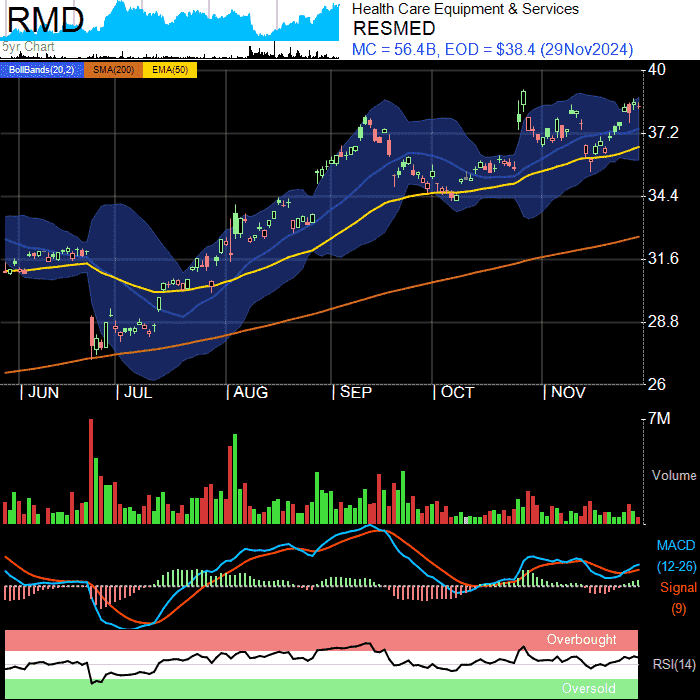 RMD
5yr Chart
Health Care Equipment & Services
RESMED
MC = 56.4B, EOD = $38.4 (29Nov2024)
BollBands(20,2) SMA(200) EMA(50)
40
37.2
34.4
31.6
28.8
26
JUN JUL AUG SEP OCT NOV
7M
Volume
MACD
(12-26)
Signal
(9)
Overbought
RSI(14)
Oversold